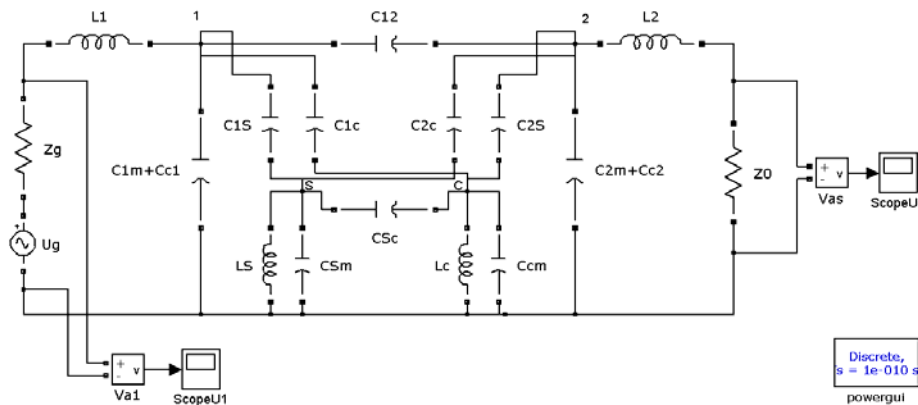 L1
1
C12
2
L2
Zg
C1S
C1c
C2c
C2S
C1m+Cc1
C2m+Cc2
Z0
+
-
v
Vas
ScopeU
S
C
CSc
Ug
LS
CSm
Lc
Ccm
+
-
v
Va1
ScopeU1
Discrete,
s = 1e-010 s
powergui